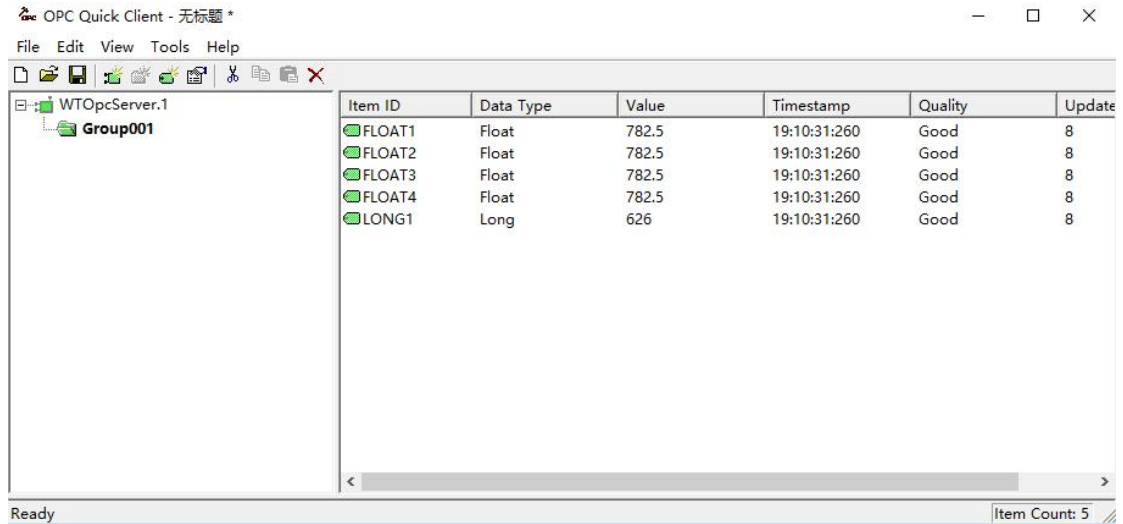 OPC Quick Client - 无标题 *
File Edit View Tools Help
WTOpcServer.1
Group001
Item ID Data Type Value Timestamp Quality Update
FLOAT1 Float 782.5 19:10:31:260 Good 8
FLOAT2 Float 782.5 19:10:31:260 Good 8
FLOAT3 Float 782.5 19:10:31:260 Good 8
FLOAT4 Float 782.5 19:10:31:260 Good 8
LONG1 Long 626 19:10:31:260 Good 8
Ready Item Count: 5